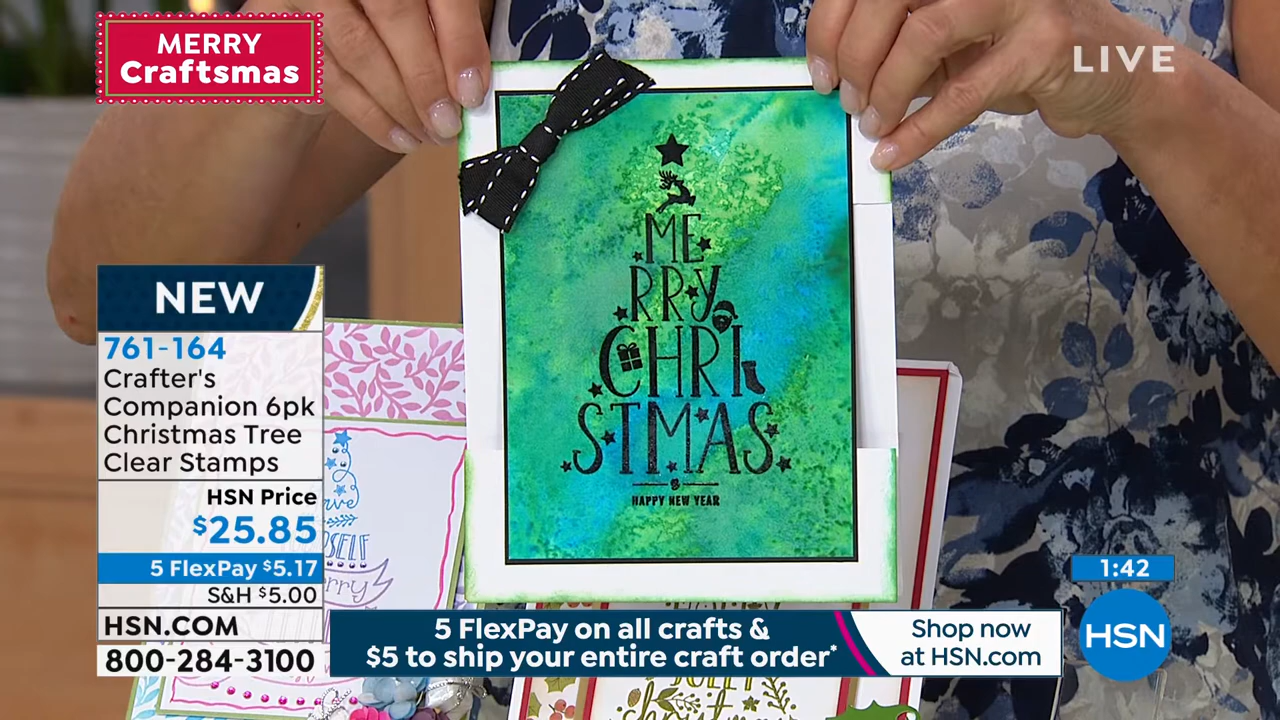 MERRY
Craftsmas
LIVE
NEW
761-164
Crafter's
Companion 6pk
Christmas Tree
Clear Stamps
HSN Price
$25.85
5 FlexPay $5.17
S&H $5.00
HSN.COM
800-284-3100
ME
RRY
CHRI
STMAS
&
HAPPY NEW YEAR
5 FlexPay on all crafts &
$5 to ship your entire craft order*
Shop now
at HSN.com
1:42
HSN
christmas